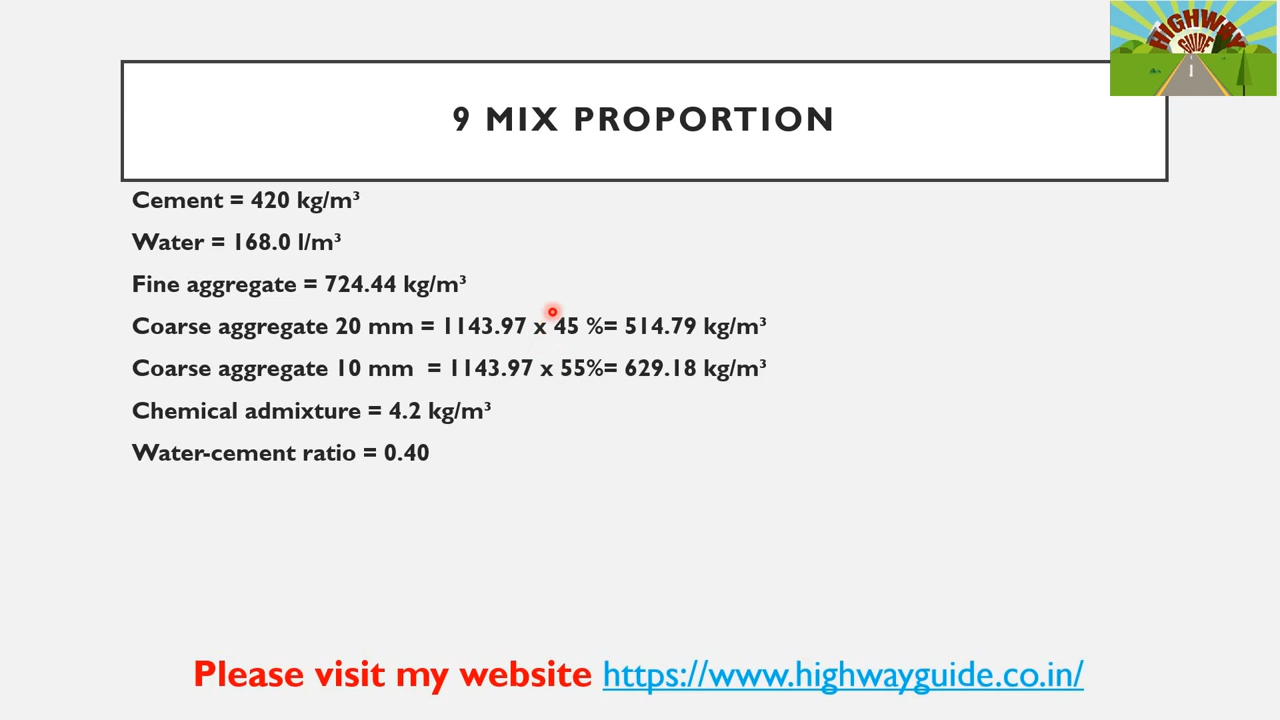 HIGHWAY
GUIDE
9 MIX PROPORTION
Cement = 420 kg/m³
Water = 168.0 l/m³
Fine aggregate = 724.44 kg/m³
Coarse aggregate 20 mm = 1143.97 x 45 %= 514.79 kg/m³
Coarse aggregate 10 mm = 1143.97 x 55%= 629.18 kg/m³
Chemical admixture = 4.2 kg/m³
Water-cement ratio = 0.40
Please visit my website https://www.highwayguide.co.in/